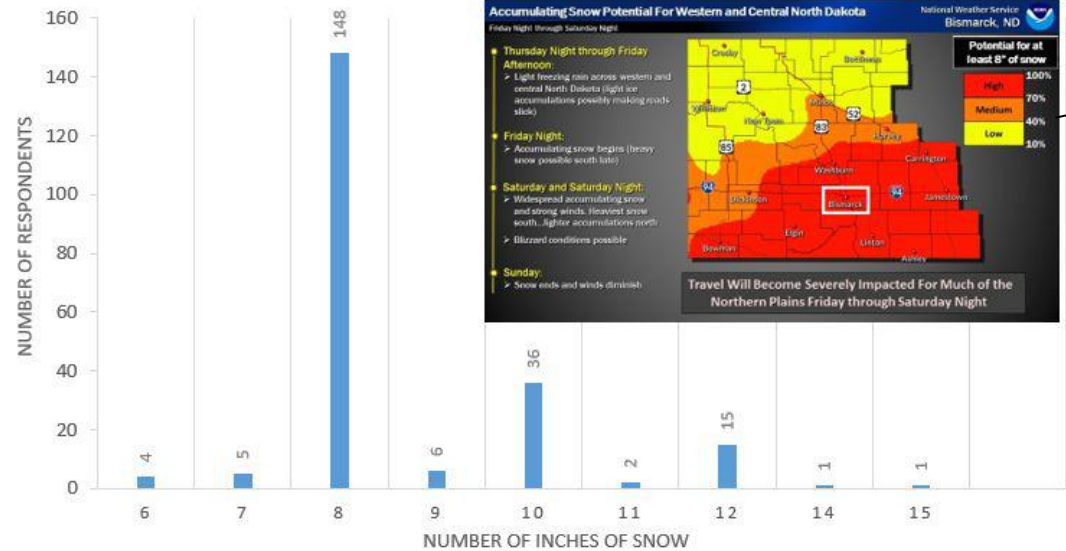 Accumulating Snow Potential For Western and Central North Dakota
Friday Night through Saturday Night
National Weather Service
Bismarck, ND
Thursday Night through Friday
Afternoon:
➤ Light freezing rain across western and
central North Dakota (light ice
accumulations possibly making roads
slick)
Friday Night:
➤ Accumulating snow begins (heavy
snow possible south late)
Saturday and Saturday Night:
➤ Widespread accumulating snow
and strong winds. Heaviest snow
south...lighter accumulations north
➤ Blizzard conditions possible
Sunday:
➤ Snow ends and winds diminish
Crosby
Bottineau
2
Williston
New Town
Minot
52
83
Harvey
85
Carrington
Washburn
94
Dickinson
Bismarck
94
Jamestown
Elgin
Linton
Bowman
Ashley
Potential for at
least 8" of snow
High
Medium
Low
100%
70%
40%
10%
Travel Will Become Severely Impacted For Much of the
Northern Plains Friday through Saturday Night
NUMBER OF RESPONDENTS
160
140
120
100
80
60
40
20
0
4
5
148
6
36
2
15
1
1
6
7
8
9
10
11
12
14
15
NUMBER OF INCHES OF SNOW